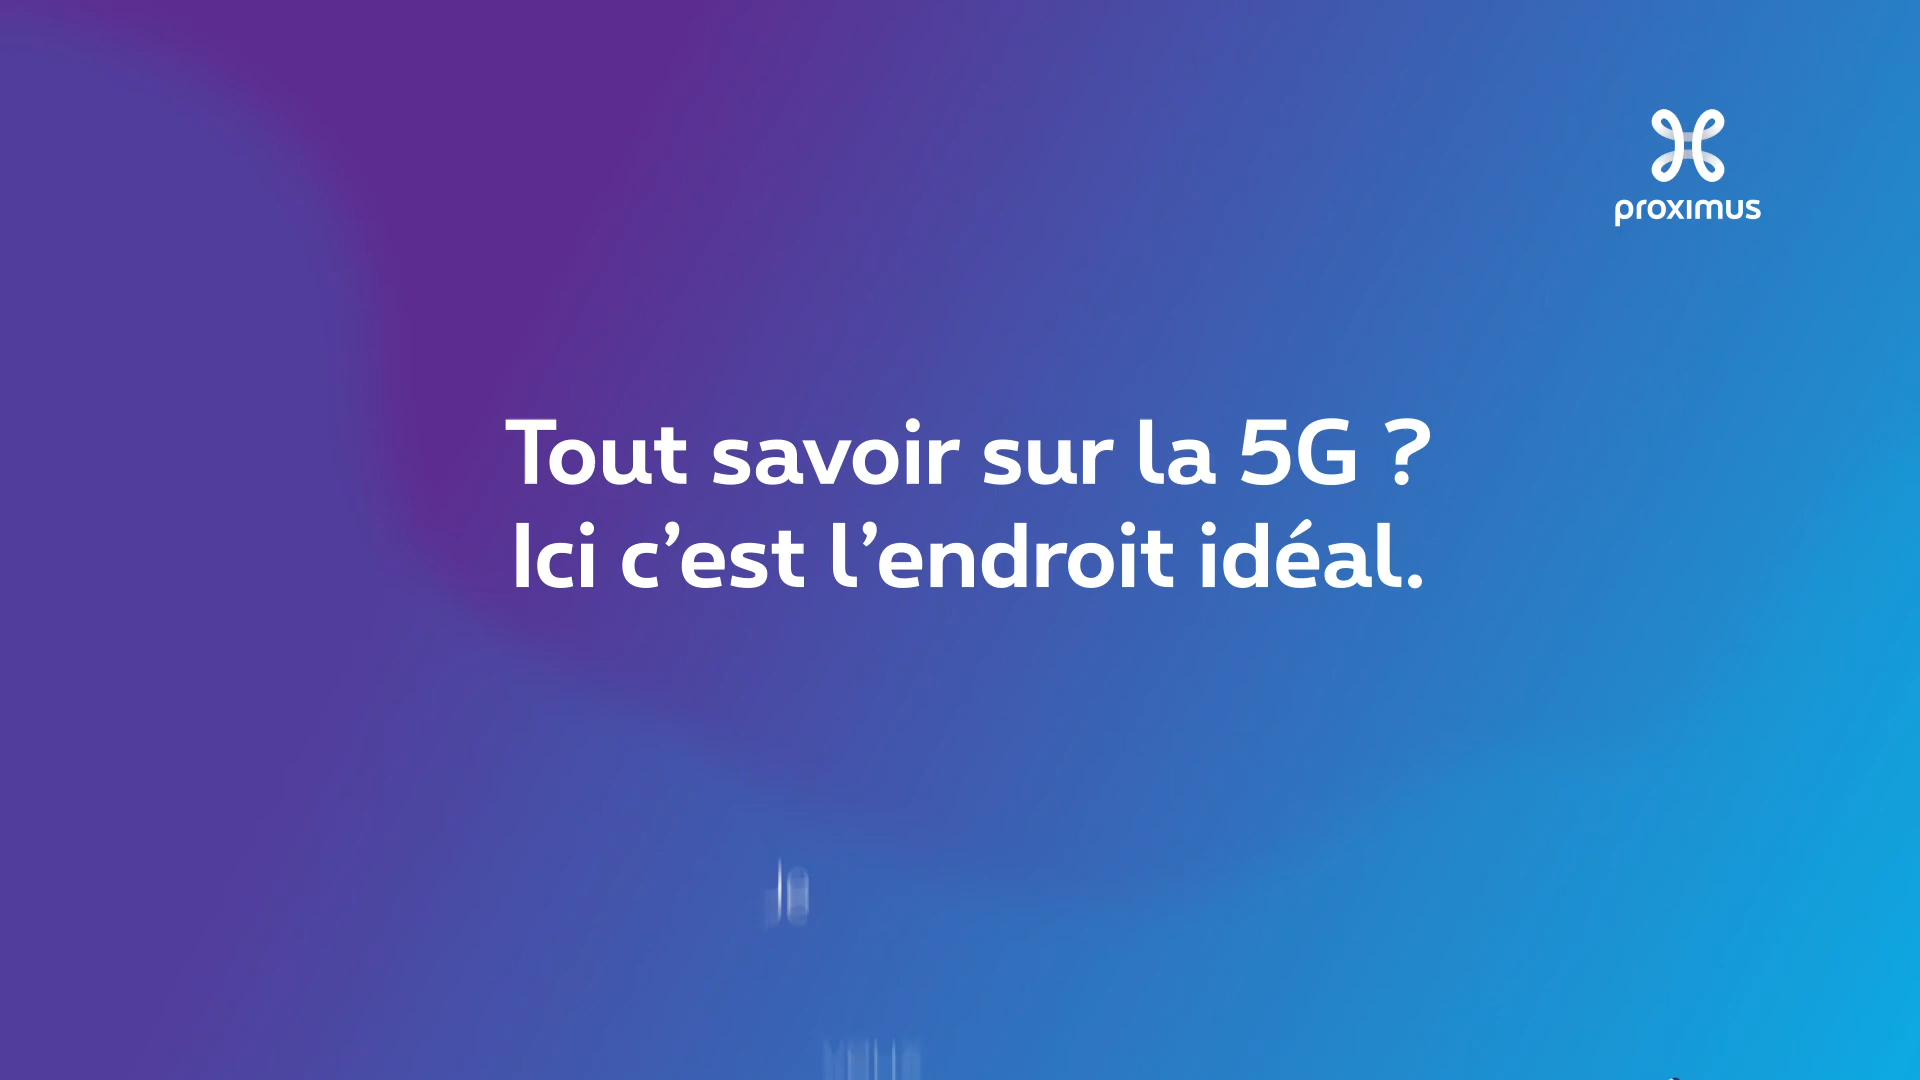 proximus
Tout savoir sur la 5G ?
Ici c’est l’endroit idéal.